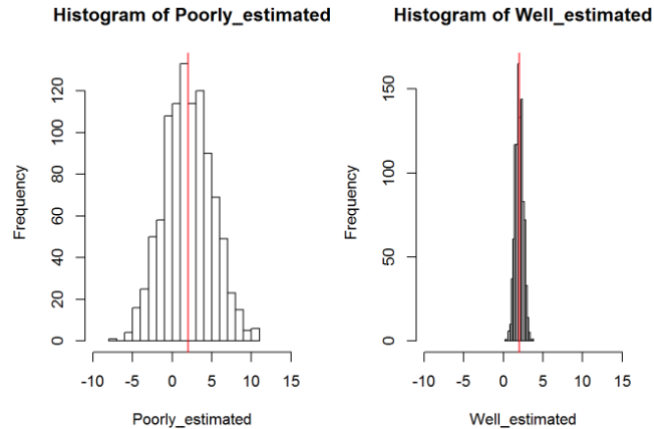 Histogram of Poorly_estimated
Histogram of Well_estimated
Frequency
0 20 40 60 80 100 120
-10 -5 0 5 10 15
Poorly_estimated
Frequency
0 50 100 150
-10 -5 0 5 10 15
Well_estimated